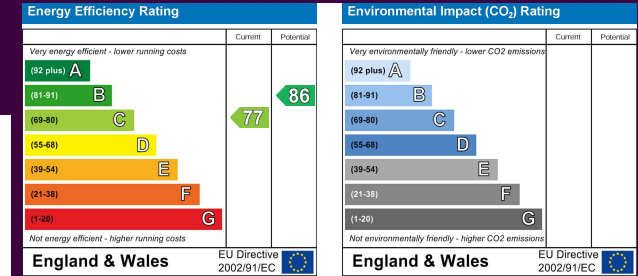 Energy Efficiency Rating
Current Potential
Very energy efficient - lower running costs
(92 plus) A
(81-91) B
86
(69-80) C
77
(55-68) D
(39-54) E
(21-38) F
(1-20) G
Not energy efficient - higher running costs
England & Wales
EU Directive
2002/91/EC
Environmental Impact (CO₂) Rating
Current Potential
Very environmentally friendly - lower CO2 emissions
(92 plus) A
(81-91) B
(69-80) C
(55-68) D
(39-54) E
(21-38) F
(1-20) G
Not environmentally friendly - higher CO2 emissions
England & Wales
EU Directive
2002/91/EC